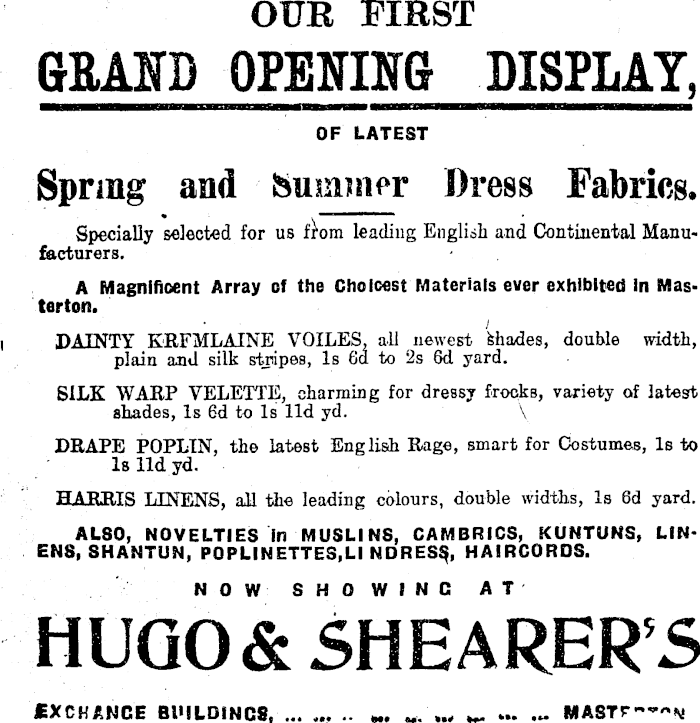 OUR FIRST
GRAND OPENING DISPLAY,
OF LATEST
Spring and Summer Dress Fabrics.
Specially selected for us from leading English and Continental Manu-
facturers.
A Magnificent Array of the Choicest Materials ever exhibited in Mas-
terton.
DAINTY KRFMLAINE VOILES, all newest shades, double width,
plain and silk stripes, 1s 6d to 2s 6d yard.
SILK WARP VELETTE, charming for dressy frocks, variety of latest
shades, 1s 6d to 1s 11d yd.
DRAPE POPLIN, the latest English Rage, smart for Costumes, 1s to
1s 11d yd.
HARRIS LINENS, all the leading colours, double widths, 1s 6d yard.
ALSO, NOVELTIES in MUSLINS, CAMBRICS, KUNTUNS, LIN-
ENS, SHANTUN, POPLINETTES, LINDRESS, HAIRCORDS.
NOW SHOWING AT
HUGO & SHEARER'S
EXCHANGE BUILDINGS, ... ... .. ... ... ... ... ... ... MASTERTON